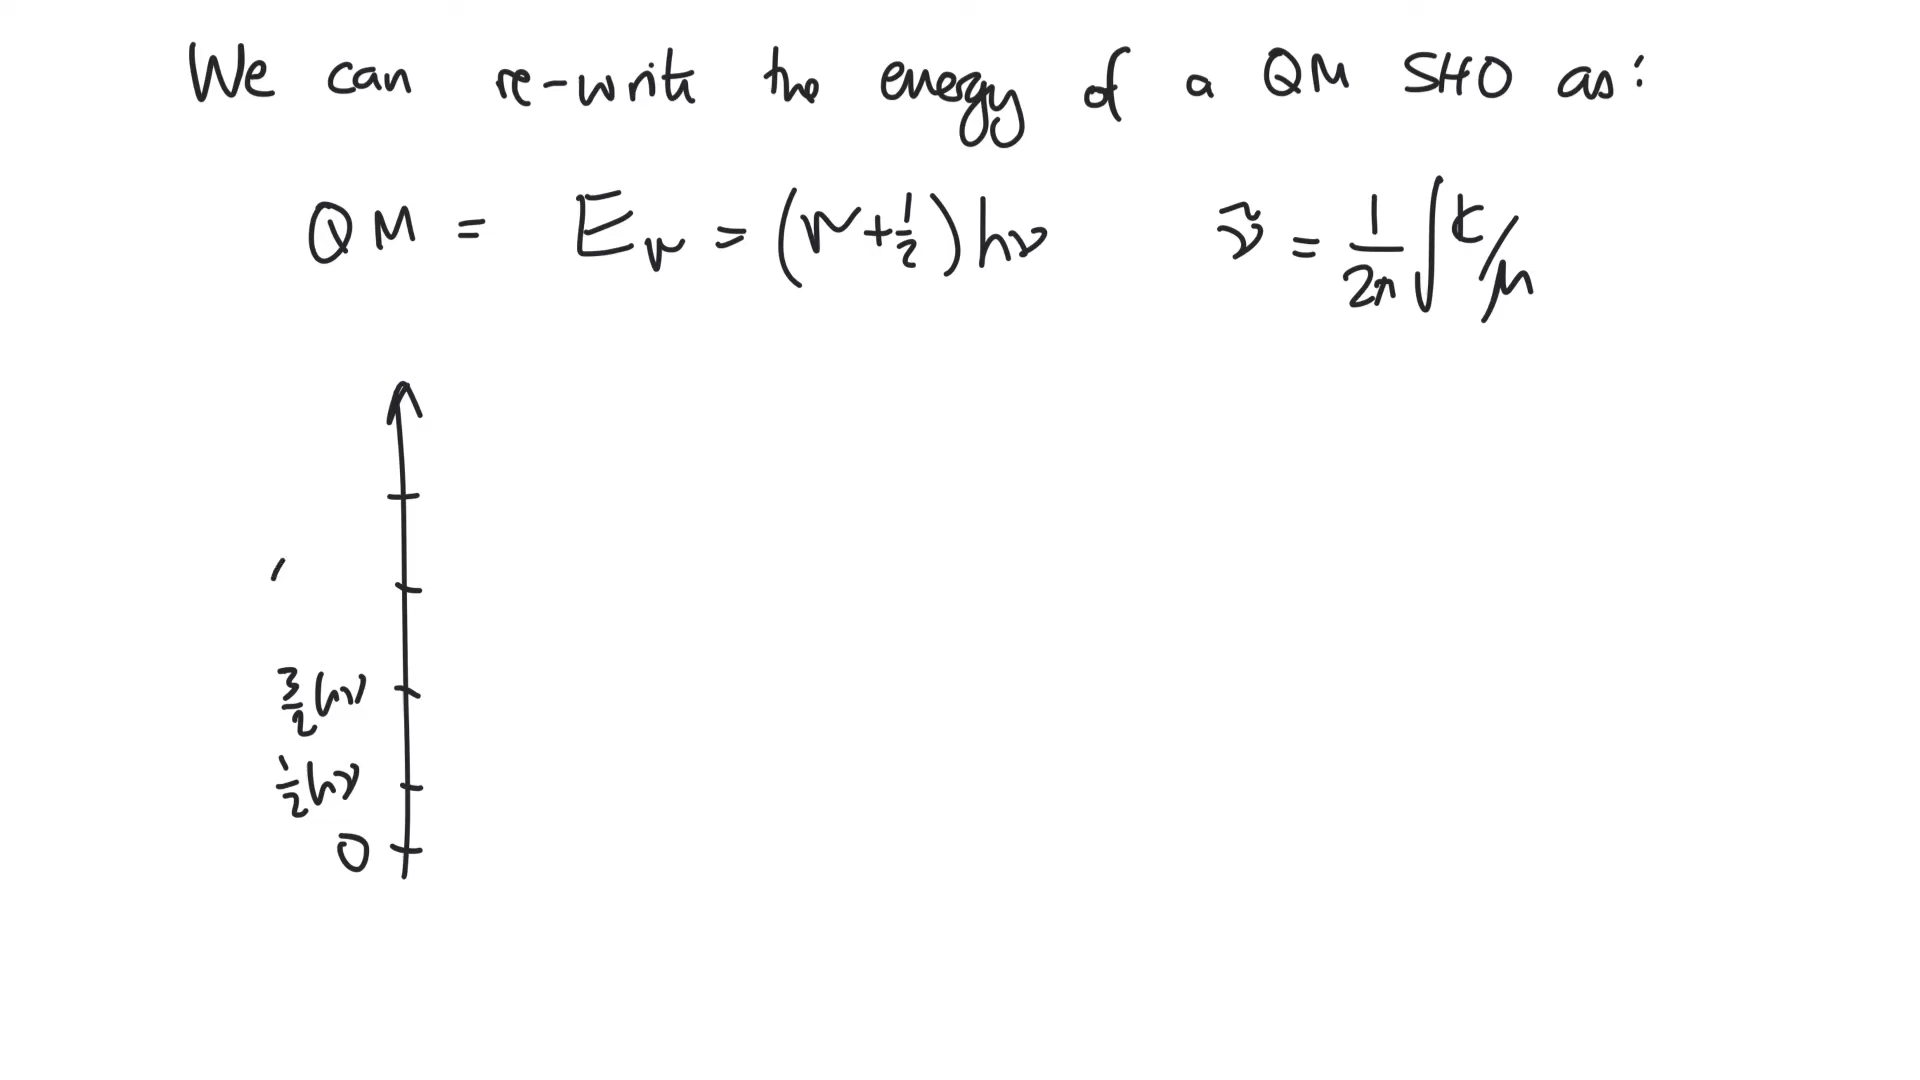 We can re-write the energy of a QM SHO as:
QM = E_v = (v + 1/2) hν    ν̃ = 1/2π √k/μ
3/2 hν
1/2 hν
0